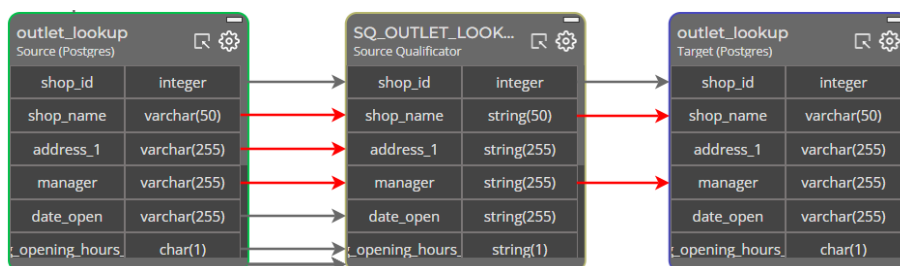 outlet_lookup
Source (Postgres)
shop_id integer
shop_name varchar(50)
address_1 varchar(255)
manager varchar(255)
date_open varchar(255)
_opening_hours_ char(1)
SQ_OUTLET_LOOK...
Source Qualificator
shop_id integer
shop_name string(50)
address_1 string(255)
manager string(255)
date_open string(255)
_opening_hours_ string(1)
outlet_lookup
Target (Postgres)
shop_id integer
shop_name varchar(50)
address_1 varchar(255)
manager varchar(255)
date_open varchar(255)
_opening_hours_ char(1)